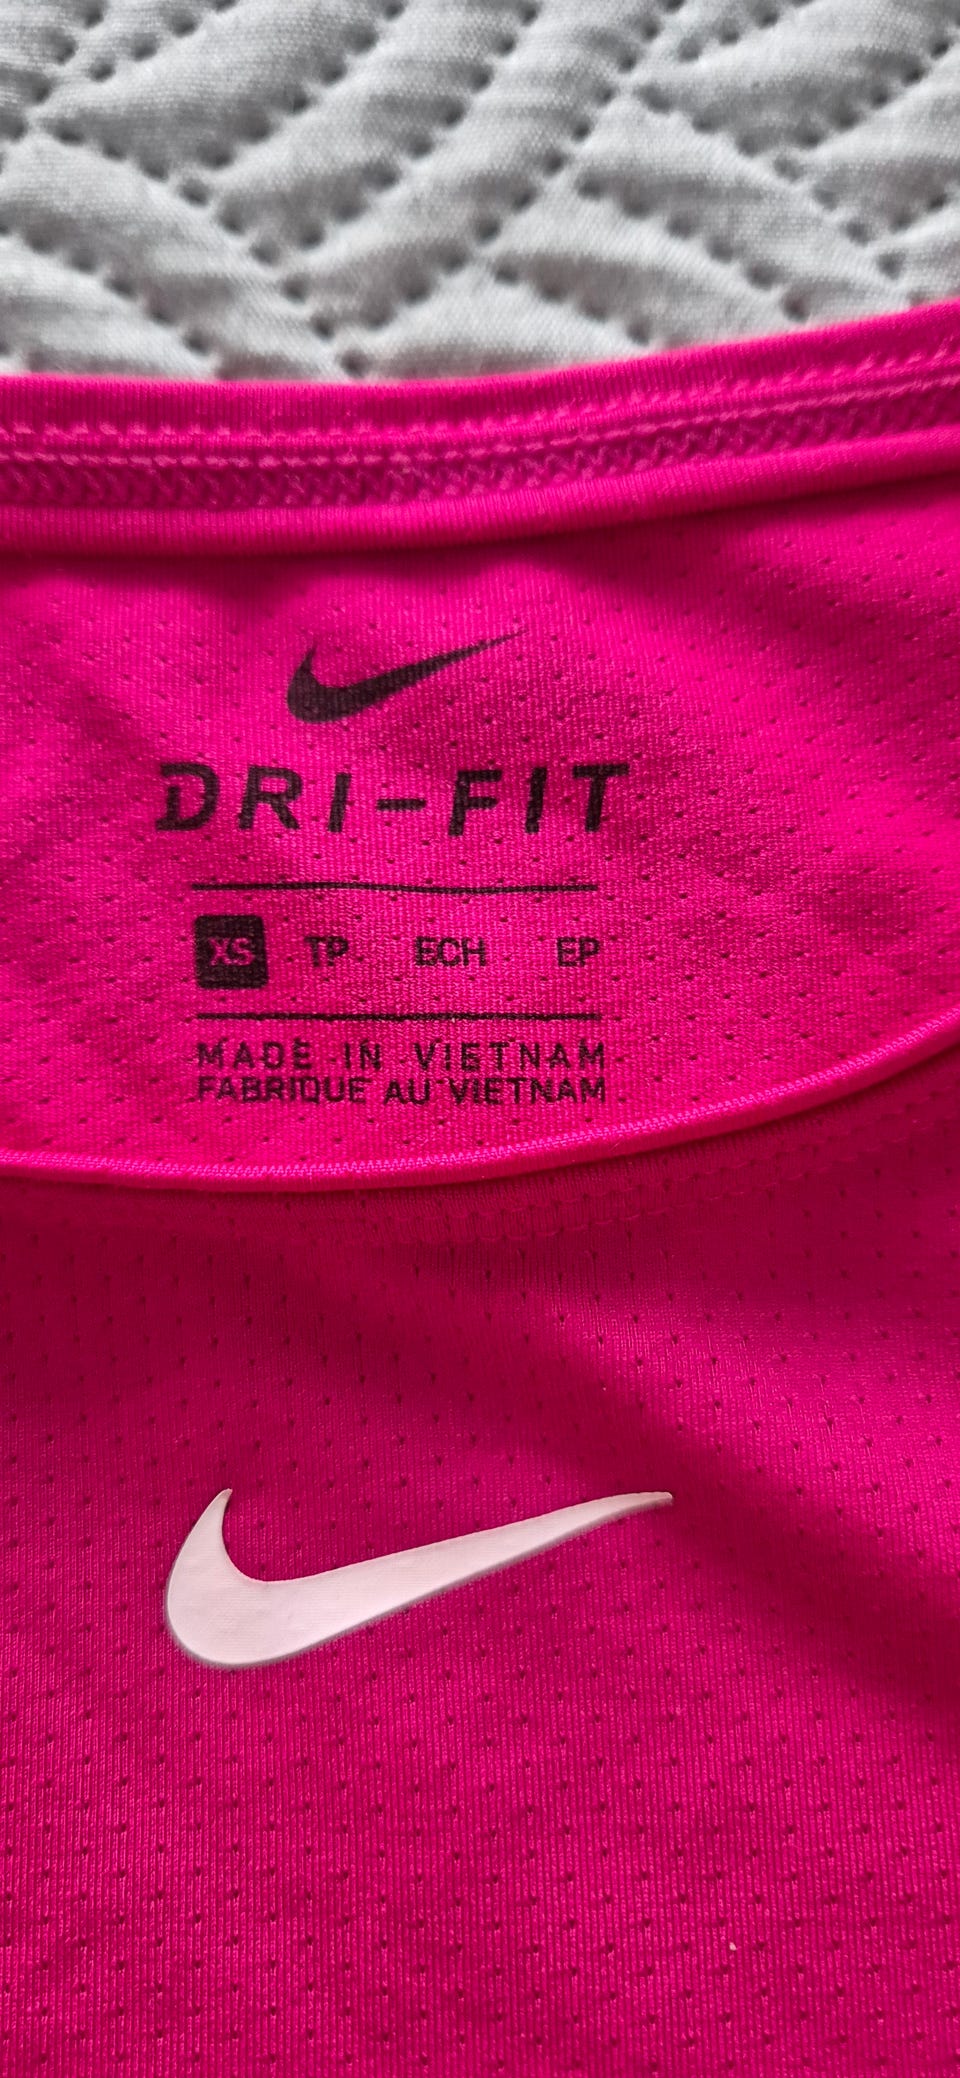 DRI-FIT
XS TP ECH EP
MADE IN VIETNAM
FABRIQUE AU VIETNAM